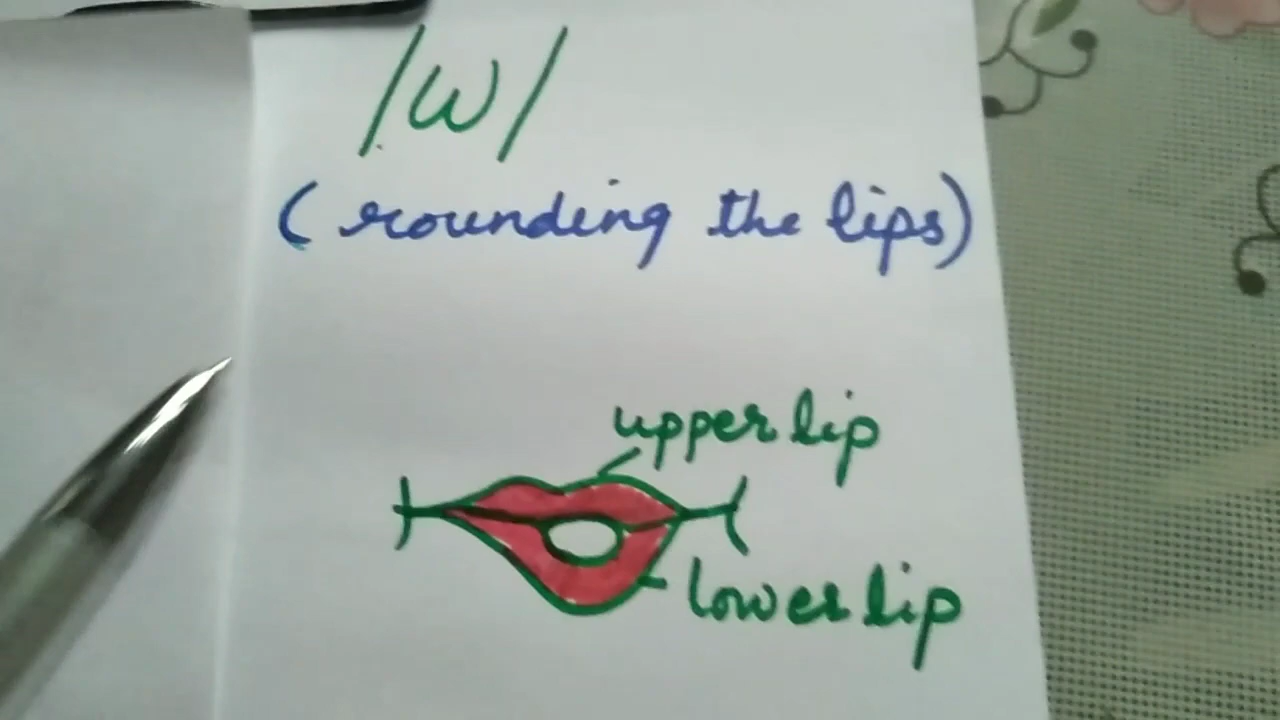 /w/
(rounding the lips)
upper lip
lower lip